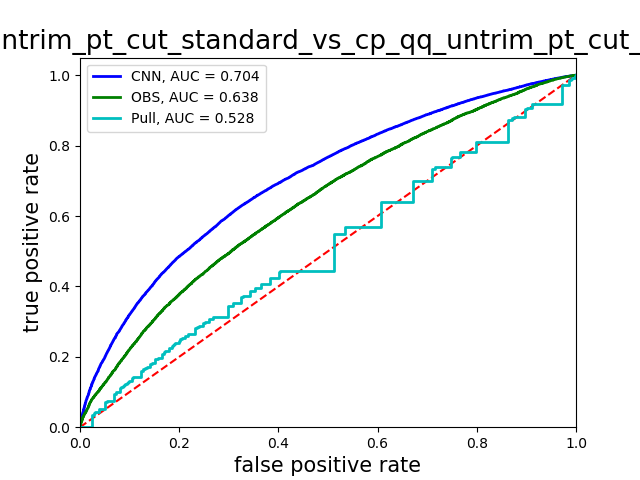 ntrim_pt_cut_standard_vs_cp_qq_untrim_pt_cut_
CNN, AUC = 0.704
OBS, AUC = 0.638
Pull, AUC = 0.528
true positive rate
1.0
0.8
0.6
0.4
0.2
0.0
0.0 0.2 0.4 0.6 0.8 1.0
false positive rate